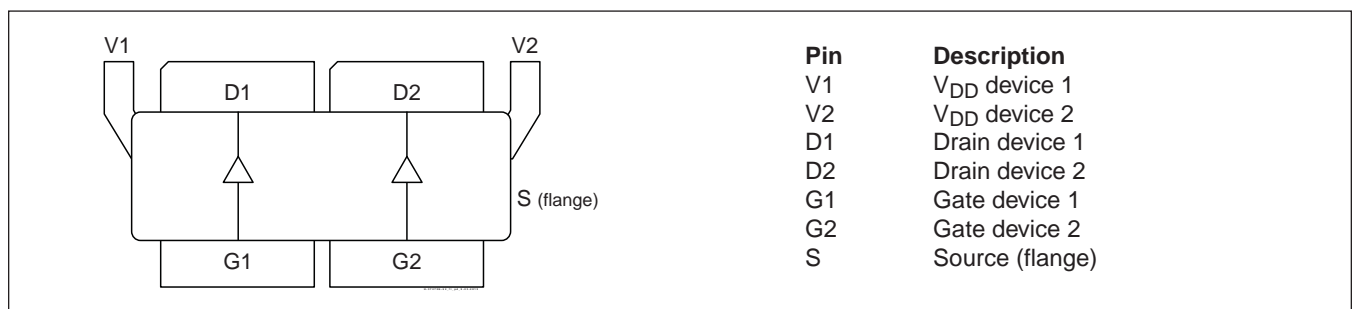 V1
V2
D1
D2
S (flange)
G1
G2
Pin Description
V1 VDD device 1
V2 VDD device 2
D1 Drain device 1
D2 Drain device 2
G1 Gate device 1
G2 Gate device 2
S Source (flange)